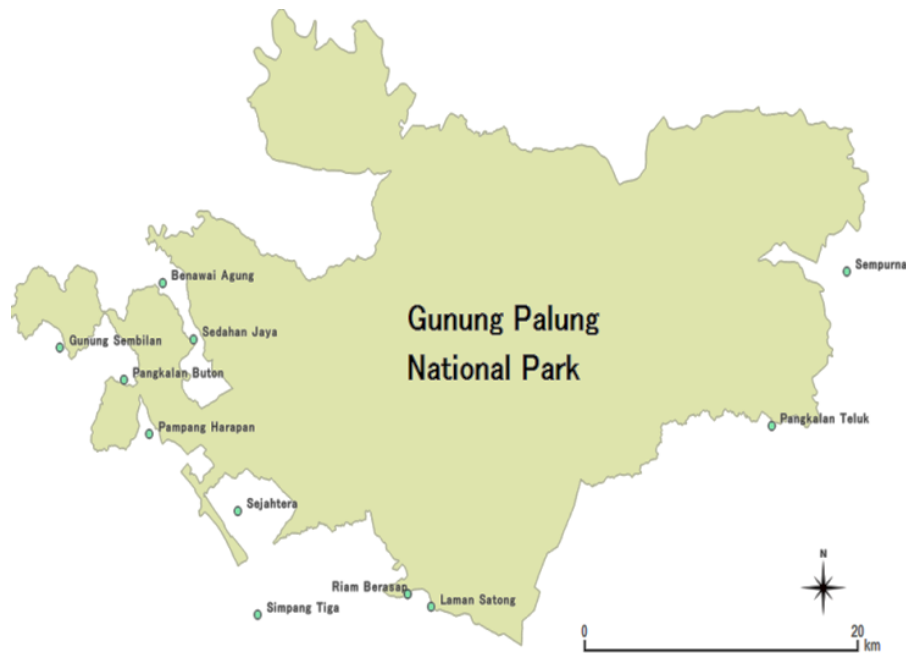 Sempurna
Benawai Agung
Gunung Palung
National Park
Sedahan Jaya
Gunung Sembilan
Pangkalan Buton
Pangkalan Teluk
Pampang Harapan
Sejahtera
N
Riam Berasap
Laman Satong
Simpang Tiga
0 20
km